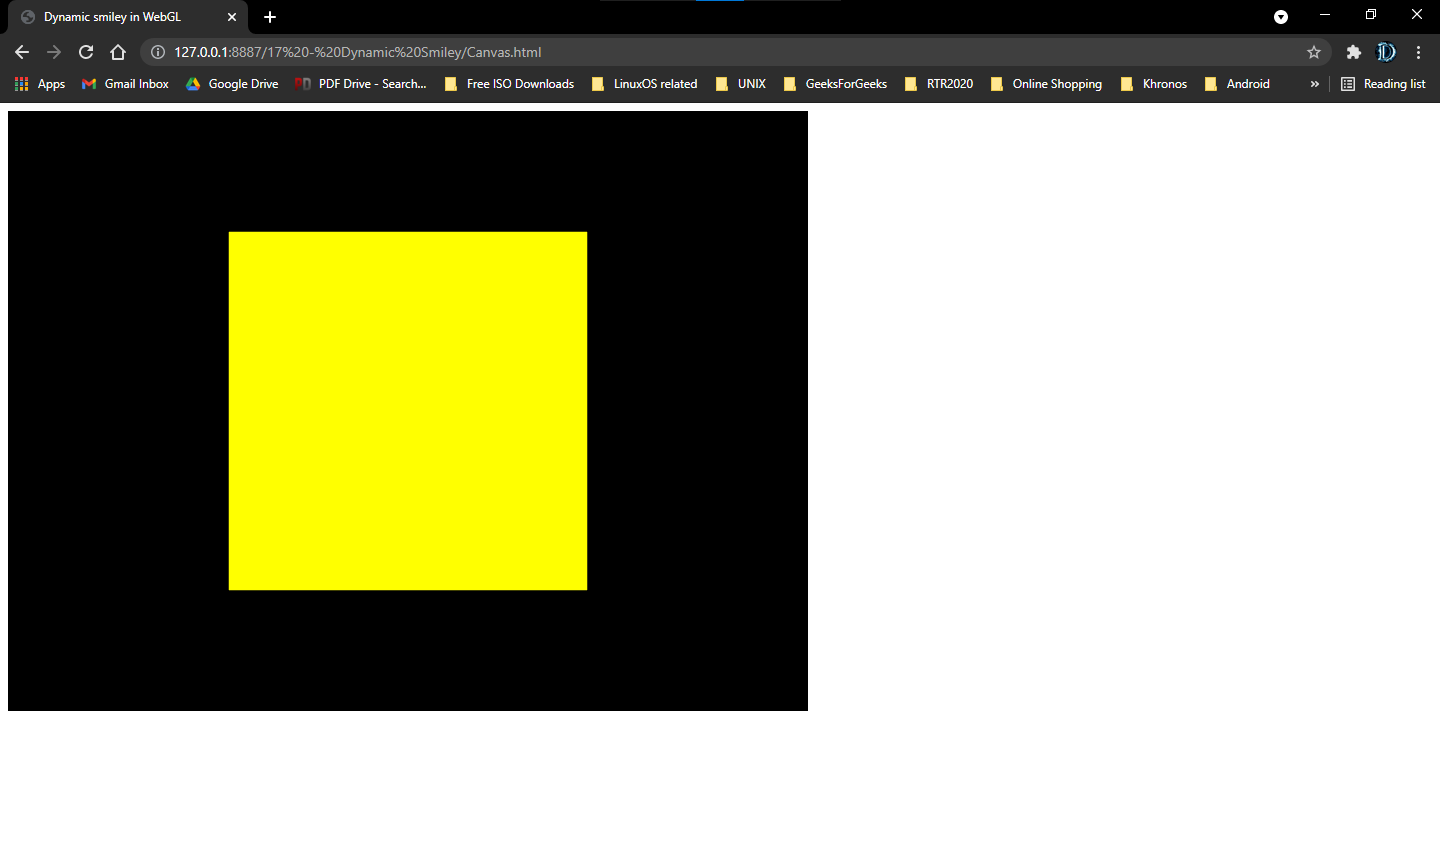 Dynamic smiley in WebGL
127.0.0.1:8887/17%20-%20Dynamic%20Smiley/Canvas.html
Apps Gmail Inbox Google Drive PDF Drive - Search... Free ISO Downloads LinuxOS related UNIX GeeksForGeeks RTR2020 Online Shopping Khronos Android » Reading list